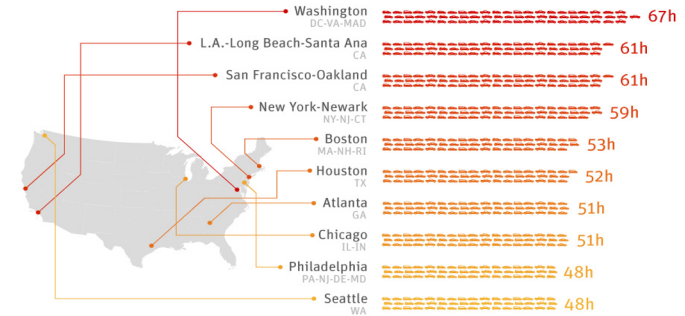 Washington 67h
DC-VA-MAD
L.A.-Long Beach-Santa Ana 61h
CA
San Francisco-Oakland 61h
CA
New York-Newark 59h
NY-NJ-CT
Boston 53h
MA-NH-RI
Houston 52h
TX
Atlanta 51h
GA
Chicago 51h
IL-IN
Philadelphia 48h
PA-NJ-DE-MD
Seattle 48h
WA